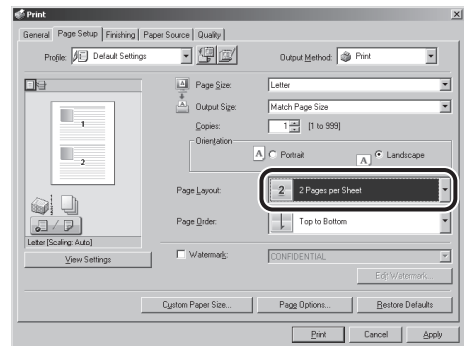 Print
General Page Setup Finishing Paper Source Quality
Profile: Default Settings Output Method: Print
Page Size: Letter
Output Size: Match Page Size
Copies: 1 [1 to 999]
Orientation
A Portrait A Landscape
1
2
Page Layout: 2 2 Pages per Sheet
Page Order: Top to Bottom
Letter [Scaling: Auto]
View Settings
Watermark: CONFIDENTIAL
Edit Watermark...
Custom Paper Size... Page Options... Restore Defaults
Print Cancel Apply